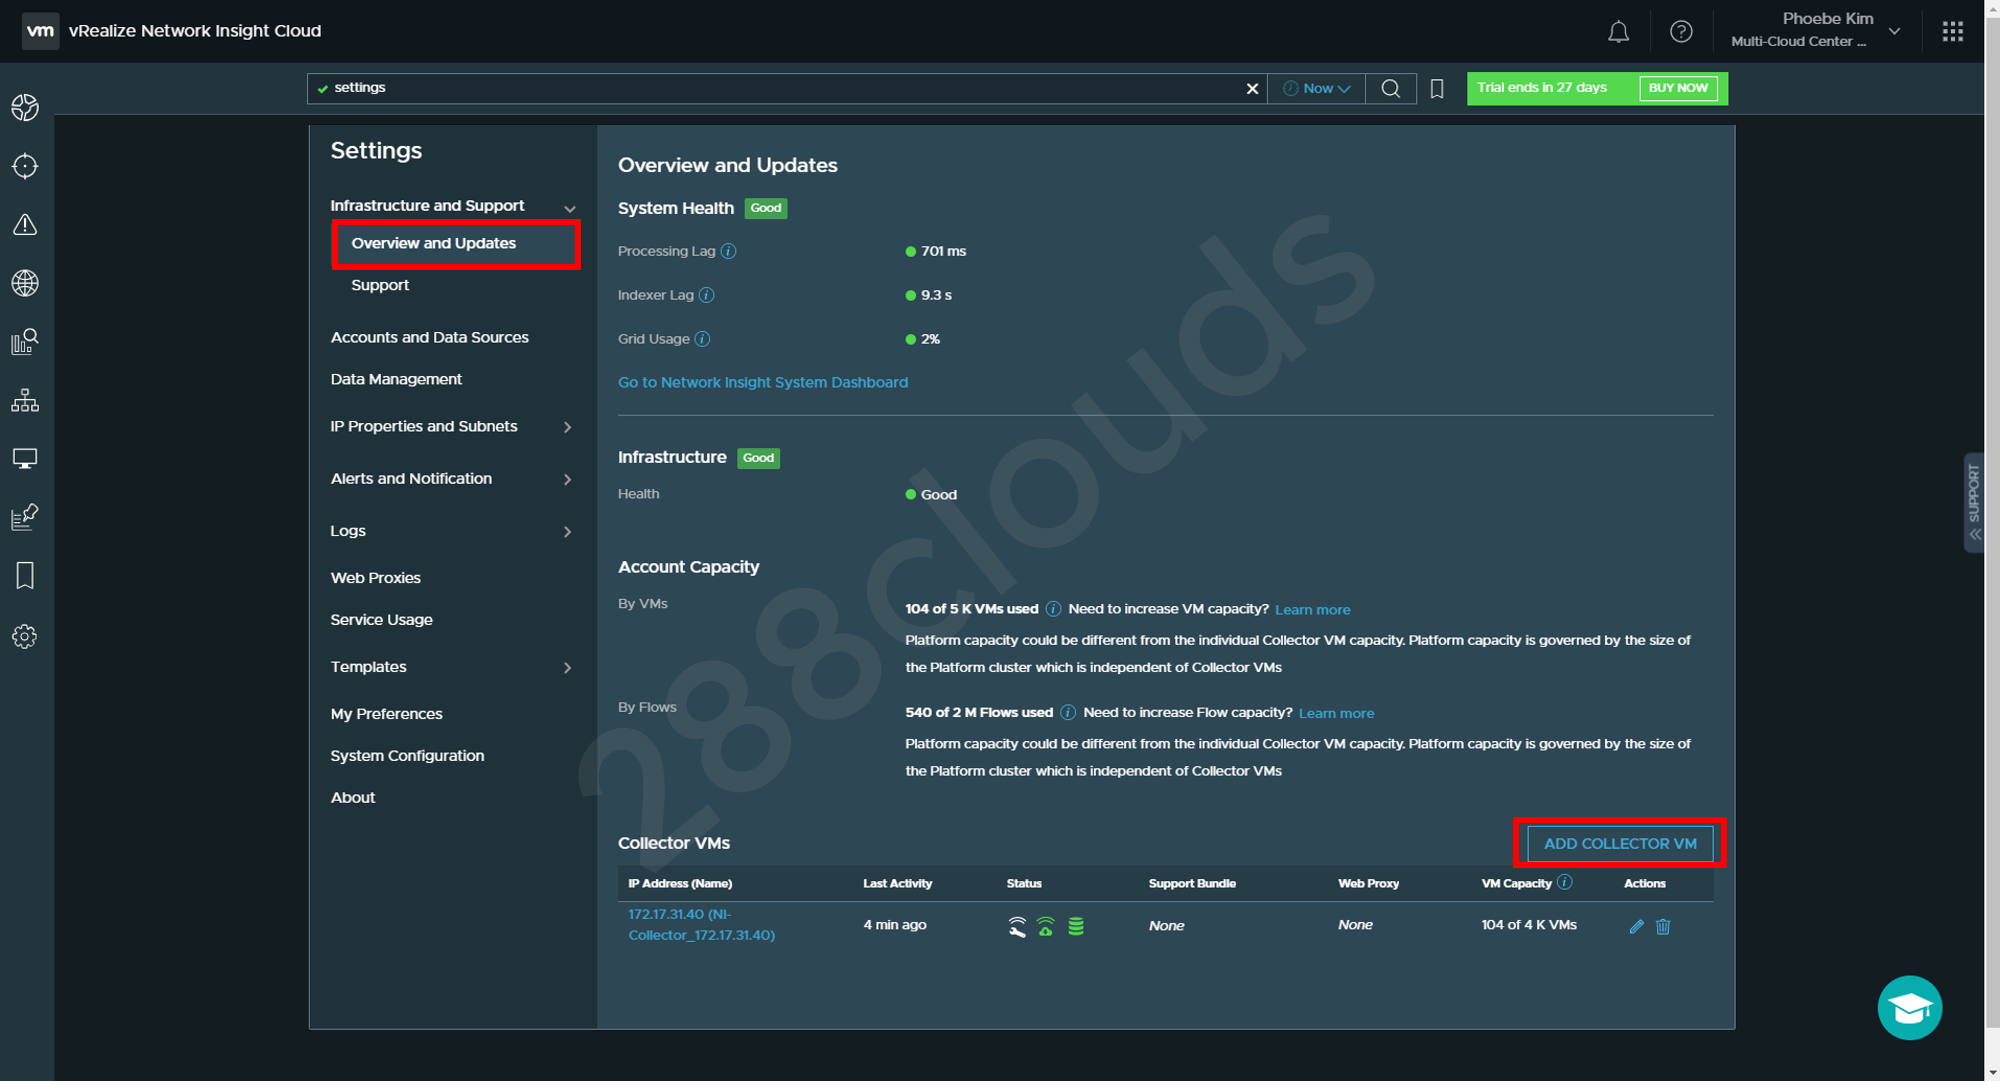 vm vRealize Network Insight Cloud
Phoebe Kim
Multi-Cloud Center ...
settings
Now
Trial ends in 27 days
BUY NOW
Settings
Infrastructure and Support
Overview and Updates
Support
Accounts and Data Sources
Data Management
IP Properties and Subnets
Alerts and Notification
Logs
Web Proxies
Service Usage
Templates
My Preferences
System Configuration
About
Overview and Updates
System Health Good
Processing Lag 701 ms
Indexer Lag 9.3 s
Grid Usage 2%
Go to Network Insight System Dashboard
Infrastructure Good
Health Good
Account Capacity
By VMs
104 of 5 K VMs used Need to increase VM capacity? Learn more
Platform capacity could be different from the individual Collector VM capacity. Platform capacity is governed by the size of
the Platform cluster which is independent of Collector VMs
By Flows
540 of 2 M Flows used Need to increase Flow capacity? Learn more
Platform capacity could be different from the individual Collector VM capacity. Platform capacity is governed by the size of
the Platform cluster which is independent of Collector VMs
Collector VMs
ADD COLLECTOR VM
IP Address (Name) Last Activity Status Support Bundle Web Proxy VM Capacity Actions
172.17.31.40 (NI-
Collector_172.17.31.40)
4 min ago None None 104 of 4 K VMs
SUPPORT
288clouds